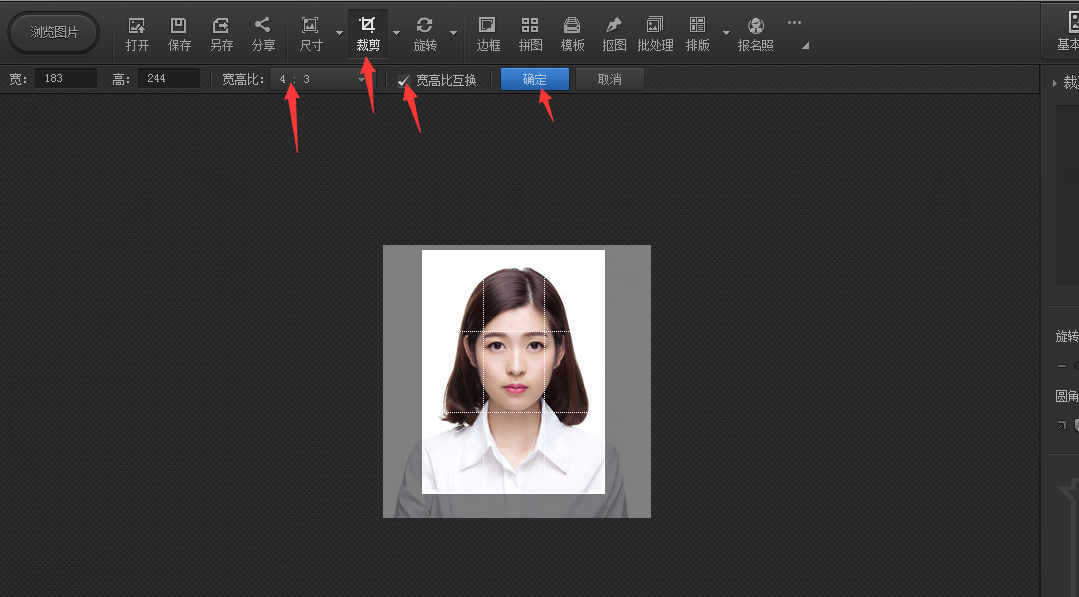 浏览图片
打开 保存 另存 分享 尺寸 裁剪 旋转 边框 拼图 模板 抠图 批处理 排版 报名照 ...
基本
宽: 183 高: 244 宽高比: 4 : 3 宽高比互换 确定 取消
旋转
圆角